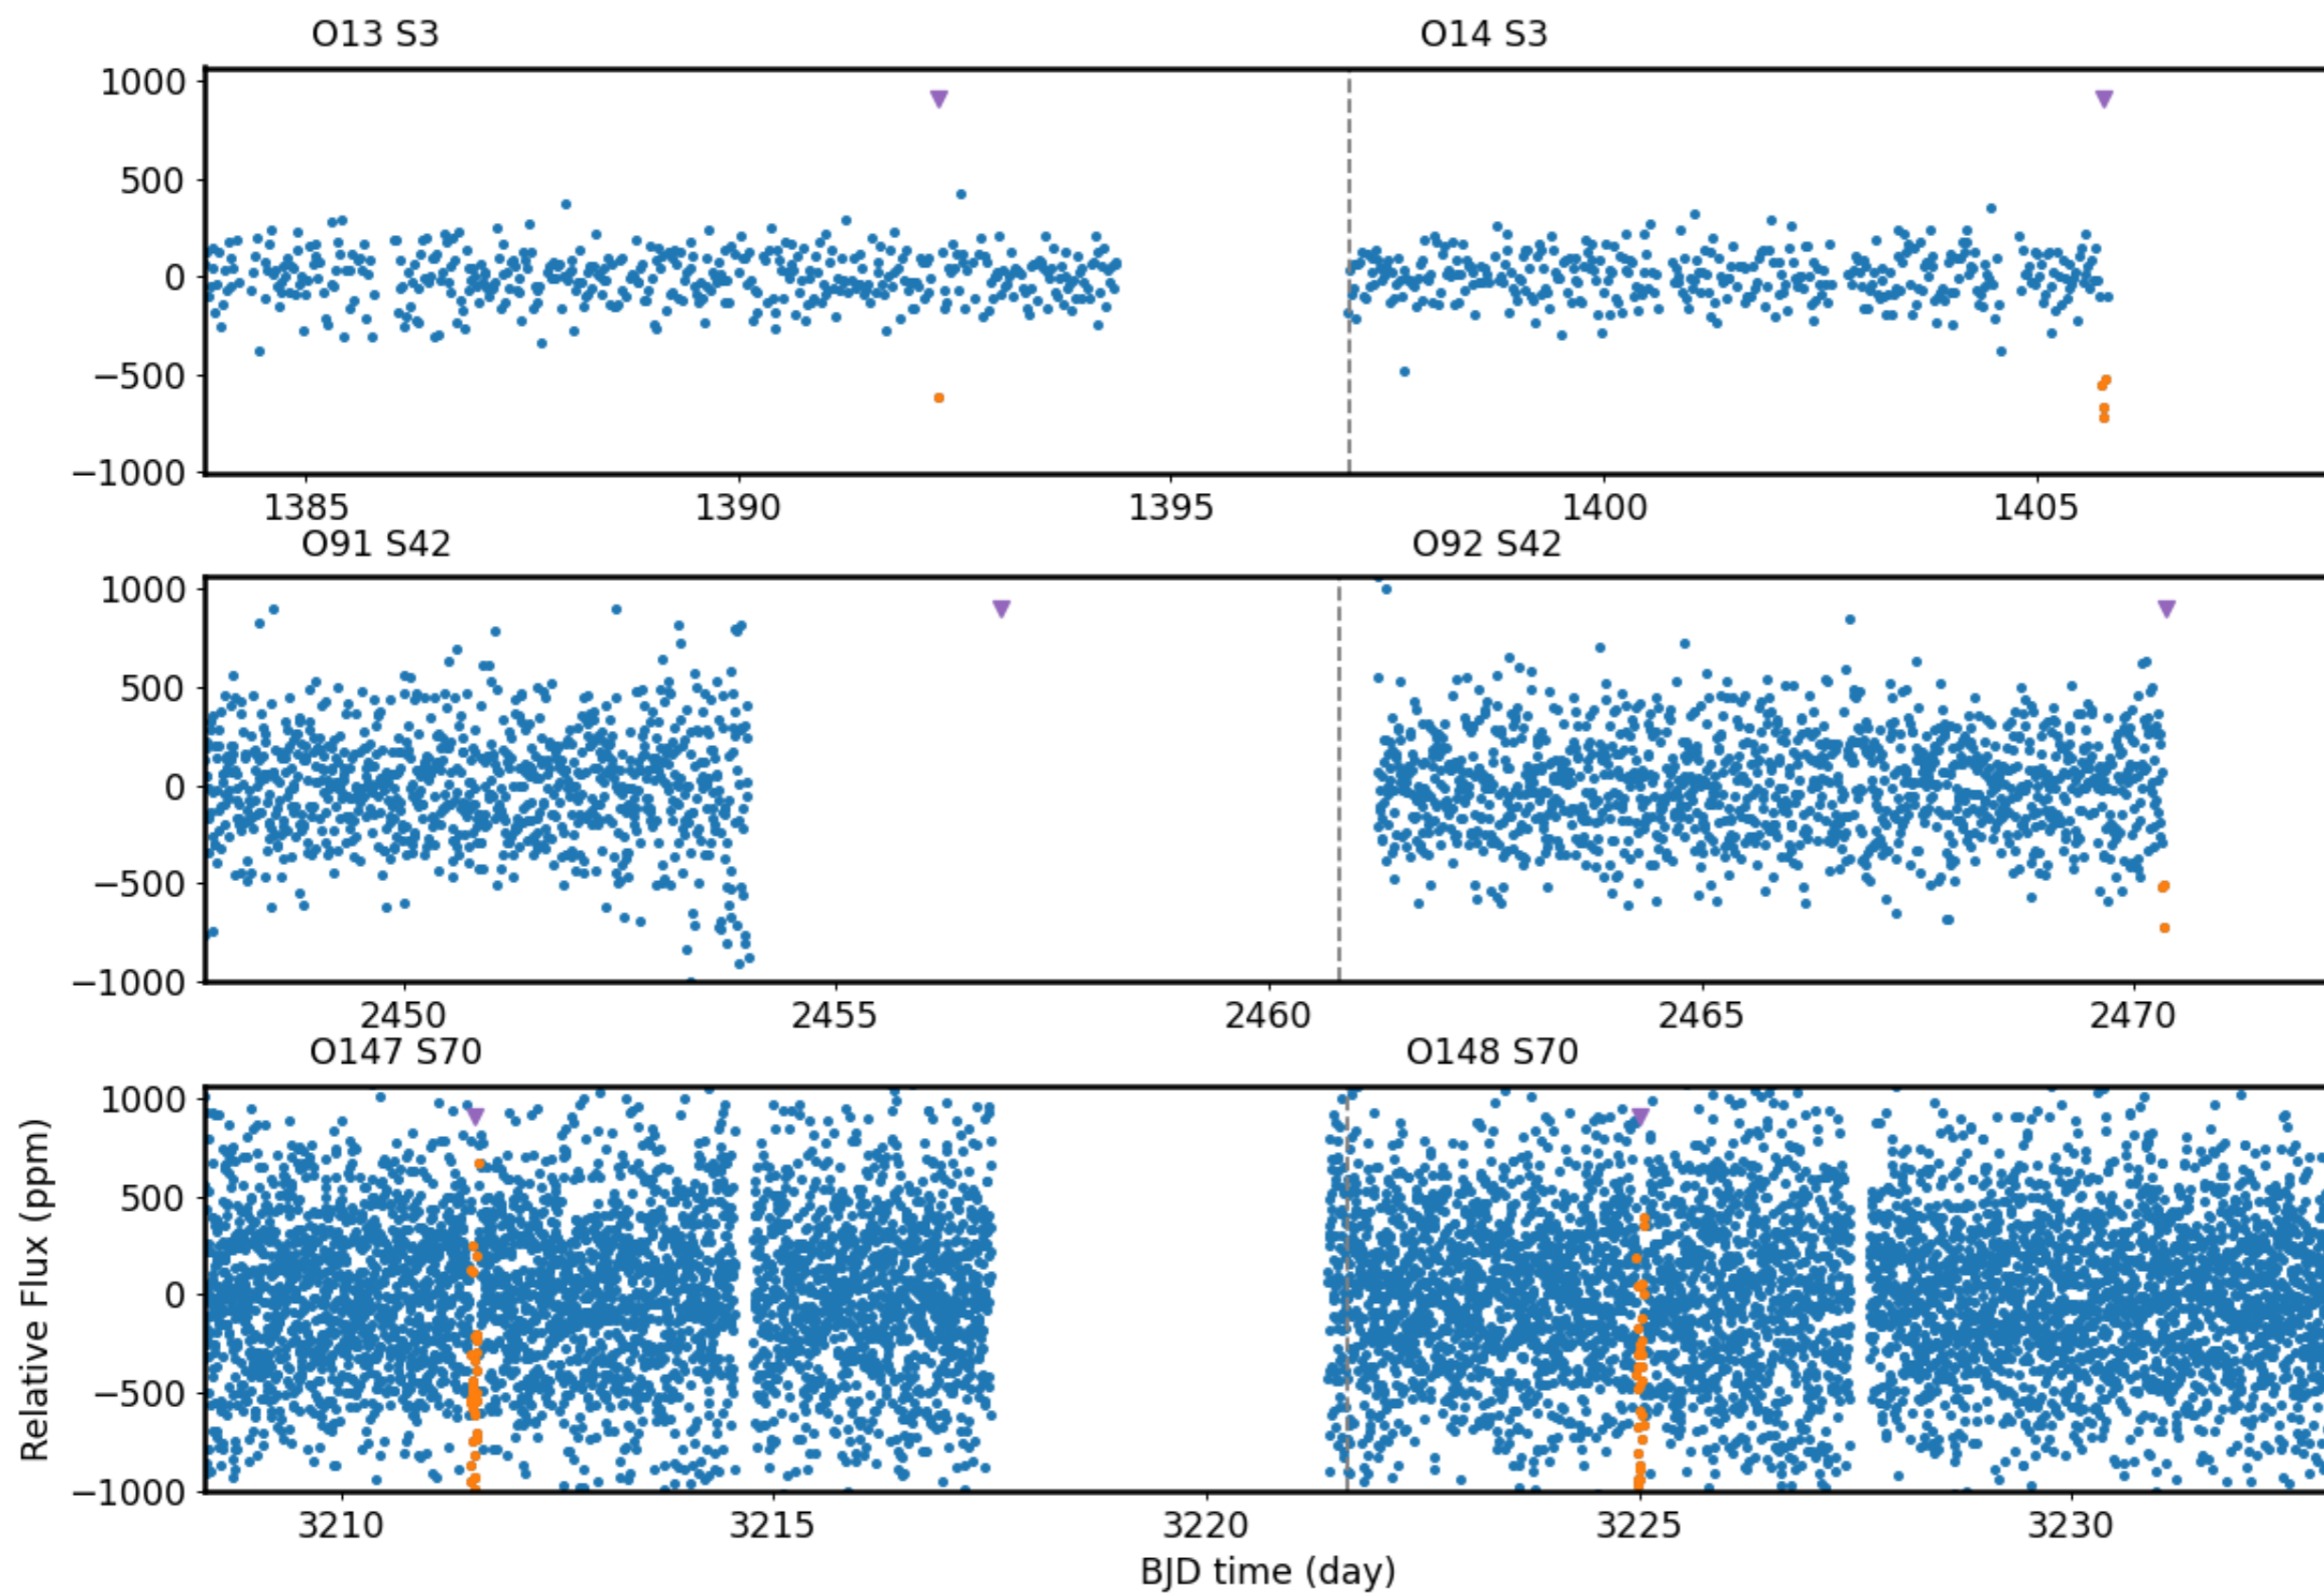 O13 S3 O14 S3
1000
500
0
−500
−1000
1385 1390 1395 1400 1405
O91 S42 O92 S42
1000
500
0
−500
−1000
2450 2455 2460 2465 2470
O147 S70 O148 S70
1000
500
0
−500
−1000
Relative Flux (ppm)
3210 3215 3220 3225 3230
BJD time (day)